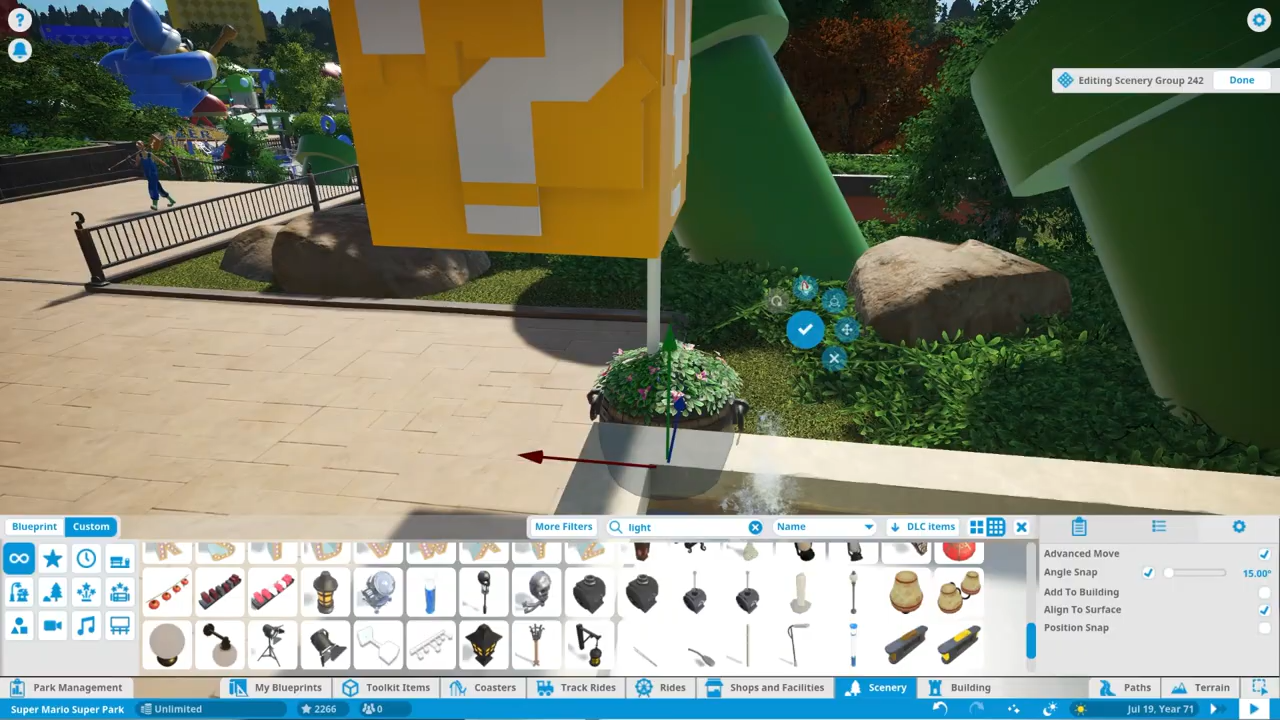 ?
Editing Scenery Group 242 Done
?
Blueprint Custom More Filters light Name DLC items
Advanced Move
Angle Snap 15.00°
Add To Building
Align To Surface
Position Snap
Park Management My Blueprints Toolkit Items Coasters Track Rides Rides Shops and Facilities Scenery Building Paths Terrain
Super Mario Super Park Unlimited 2266 0 Jul 19, Year 71